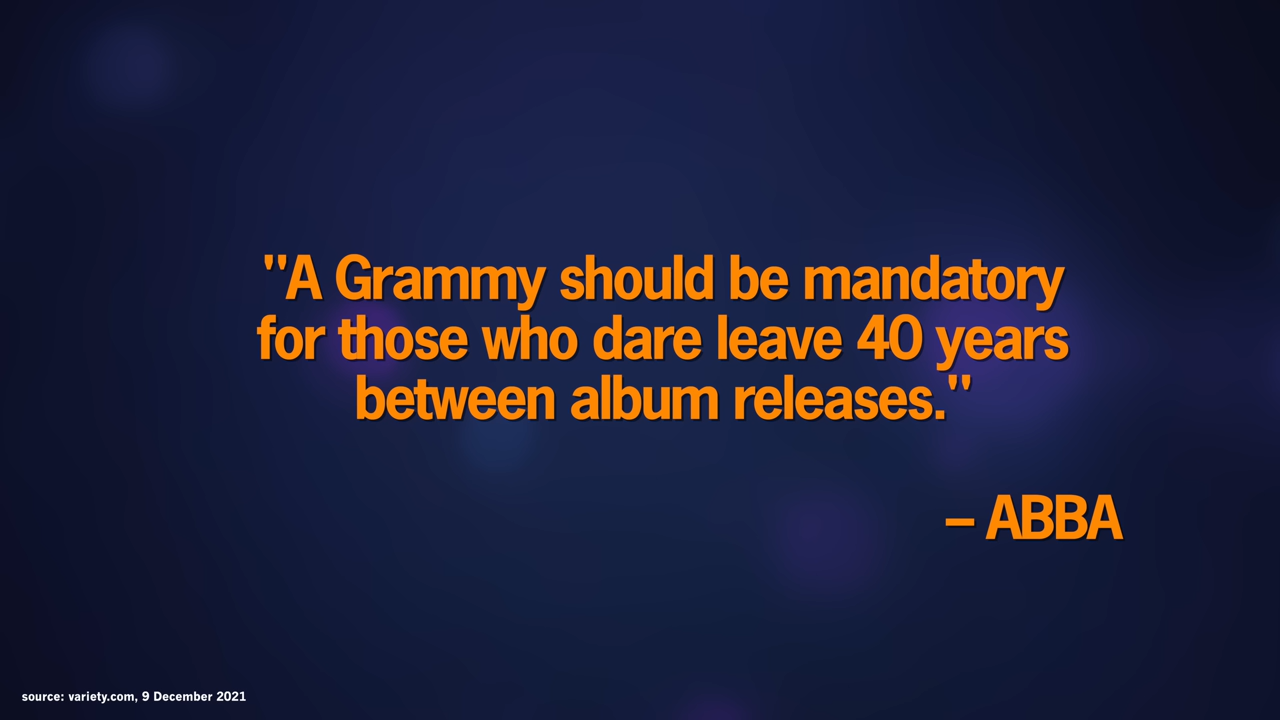 "A Grammy should be mandatory
for those who dare leave 40 years
between album releases."
– ABBA
source: variety.com, 9 December 2021